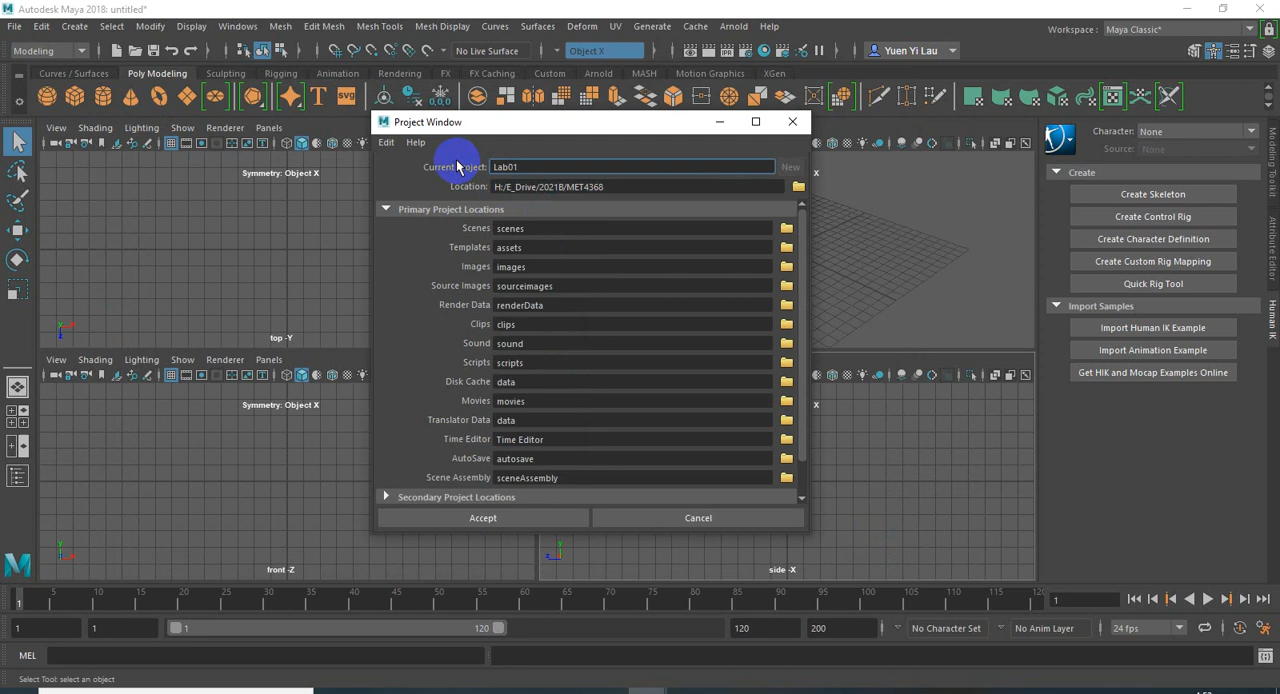 Autodesk Maya 2018: untitled*
File Edit Create Select Modify Display Windows Mesh Edit Mesh Mesh Tools Mesh Display Curves Surfaces Deform UV Generate Cache Arnold Help
Workspace : Maya Classic*
Modeling No Live Surface Object X Yuen Yi Lau
Curves / Surfaces Poly Modeling Sculpting Rigging Animation Rendering FX FX Caching Custom Arnold MASH Motion Graphics XGen
SVG
View Shading Lighting Show Renderer Panels
Symmetry: Object X
top -Y
View Shading Lighting Show Renderer Panels
Symmetry: Object X
front -Z
X
X
side -X
Project Window
Edit Help
Current Project: Lab01 New
Location: H:/E_Drive/2021B/MET4368
Primary Project Locations
Scenes scenes
Templates assets
Images images
Source Images sourceimages
Render Data renderData
Clips clips
Sound sound
Scripts scripts
Disk Cache data
Movies movies
Translator Data data
Time Editor Time Editor
AutoSave autosave
Scene Assembly sceneAssembly
Secondary Project Locations
Accept Cancel
Character: None
Source: None
Create
Create Skeleton
Create Control Rig
Create Character Definition
Create Custom Rig Mapping
Quick Rig Tool
Import Samples
Import Human IK Example
Import Animation Example
Get HIK and Mocap Examples Online
Modeling Toolkit
Attribute Editor
Human IK
1 5 10 15 20 25 30 35 40 45 50 55 60 65 70 75 80 85 90 95 100 105 110 115 120 1
1 1 1 120 120 200 No Character Set No Anim Layer 24 fps
MEL
Select Tool: select an object